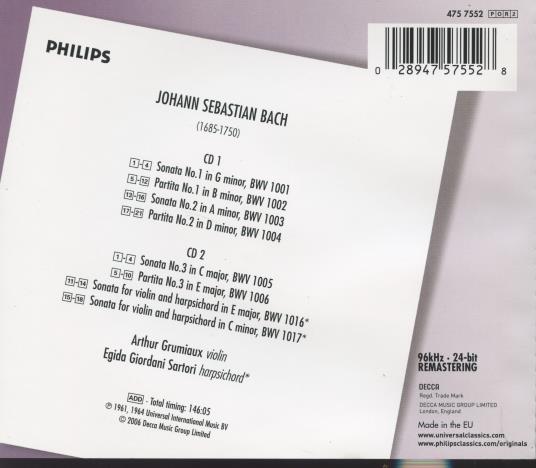 475 7552 POR2
PHILIPS
0 28947 57552 8
JOHANN SEBASTIAN BACH
(1685-1750)
CD 1
1-4 Sonata No.1 in G minor, BWV 1001
5-12 Partita No.1 in B minor, BWV 1002
13-16 Sonata No.2 in A minor, BWV 1003
17-21 Partita No.2 in D minor, BWV 1004
CD 2
1-4 Sonata No.3 in C major, BWV 1005
5-10 Partita No.3 in E major, BWV 1006
11-14 Sonata for violin and harpsichord in E major, BWV 1016*
15-18 Sonata for violin and harpsichord in C minor, BWV 1017*
Arthur Grumiaux violin
Egida Giordani Sartori harpsichord*
ADD · Total timing: 146:05
℗ 1961, 1964 Universal International Music BV
© 2006 Decca Music Group Limited
96kHz · 24-bit
REMASTERING
DECCA
Regd. Trade Mark
DECCA MUSIC GROUP LIMITED
London, England
Made in the EU
www.universalclassics.com
www.philipsclassics.com/originals